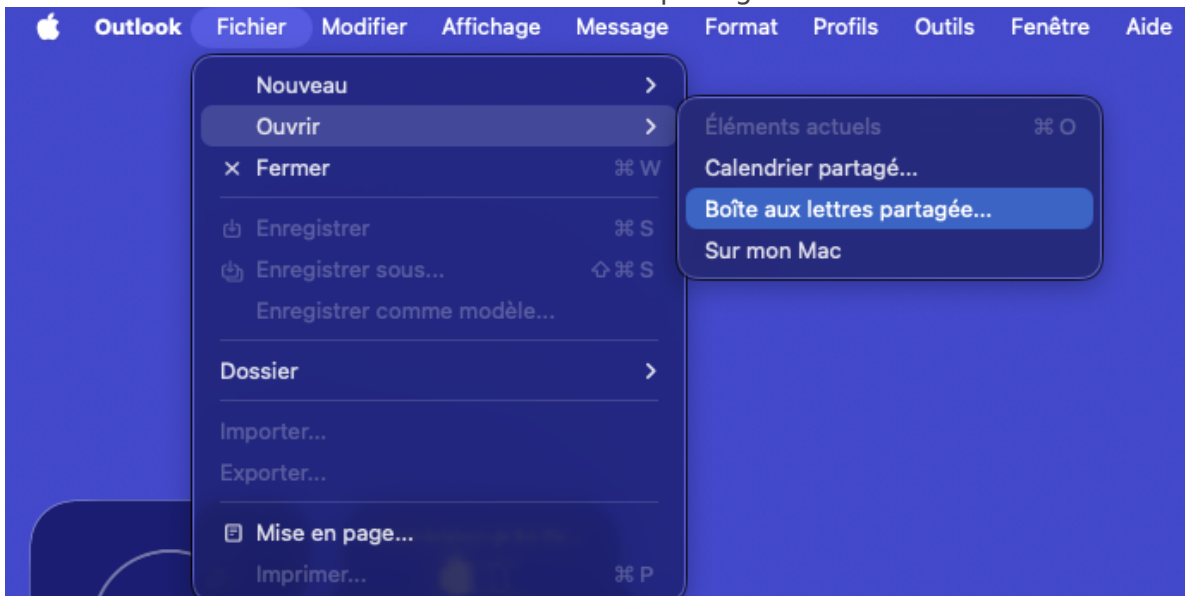 Outlook Fichier Modifier Affichage Message Format Profils Outils Fenêtre Aide
Nouveau
Ouvrir
Fermer ⌘ W
Enregistrer ⌘ S
Enregistrer sous... ⇧ ⌘ S
Enregistrer comme modèle...
Dossier
Importer...
Exporter...
Mise en page...
Imprimer... ⌘ P
Éléments actuels ⌘ O
Calendrier partagé...
Boîte aux lettres partagée...
Sur mon Mac